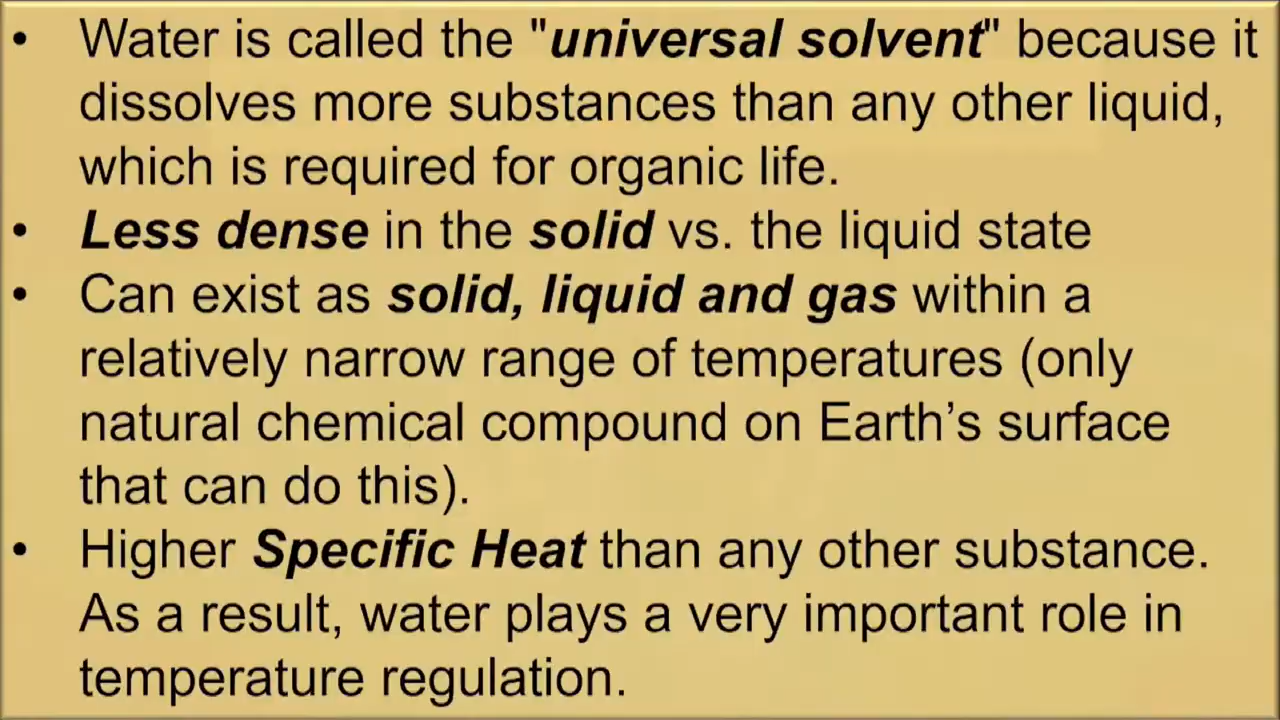 • Water is called the "universal solvent" because it
dissolves more substances than any other liquid,
which is required for organic life.
• Less dense in the solid vs. the liquid state
• Can exist as solid, liquid and gas within a
relatively narrow range of temperatures (only
natural chemical compound on Earth’s surface
that can do this).
• Higher Specific Heat than any other substance.
As a result, water plays a very important role in
temperature regulation.